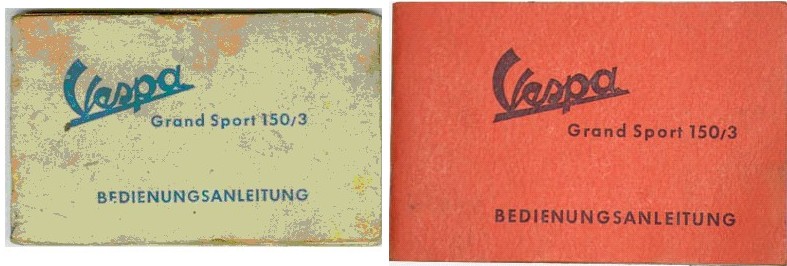 Vespa
Grand Sport 150/3
BEDIENUNGSANLEITUNG
Vespa
Grand Sport 150/3
BEDIENUNGSANLEITUNG